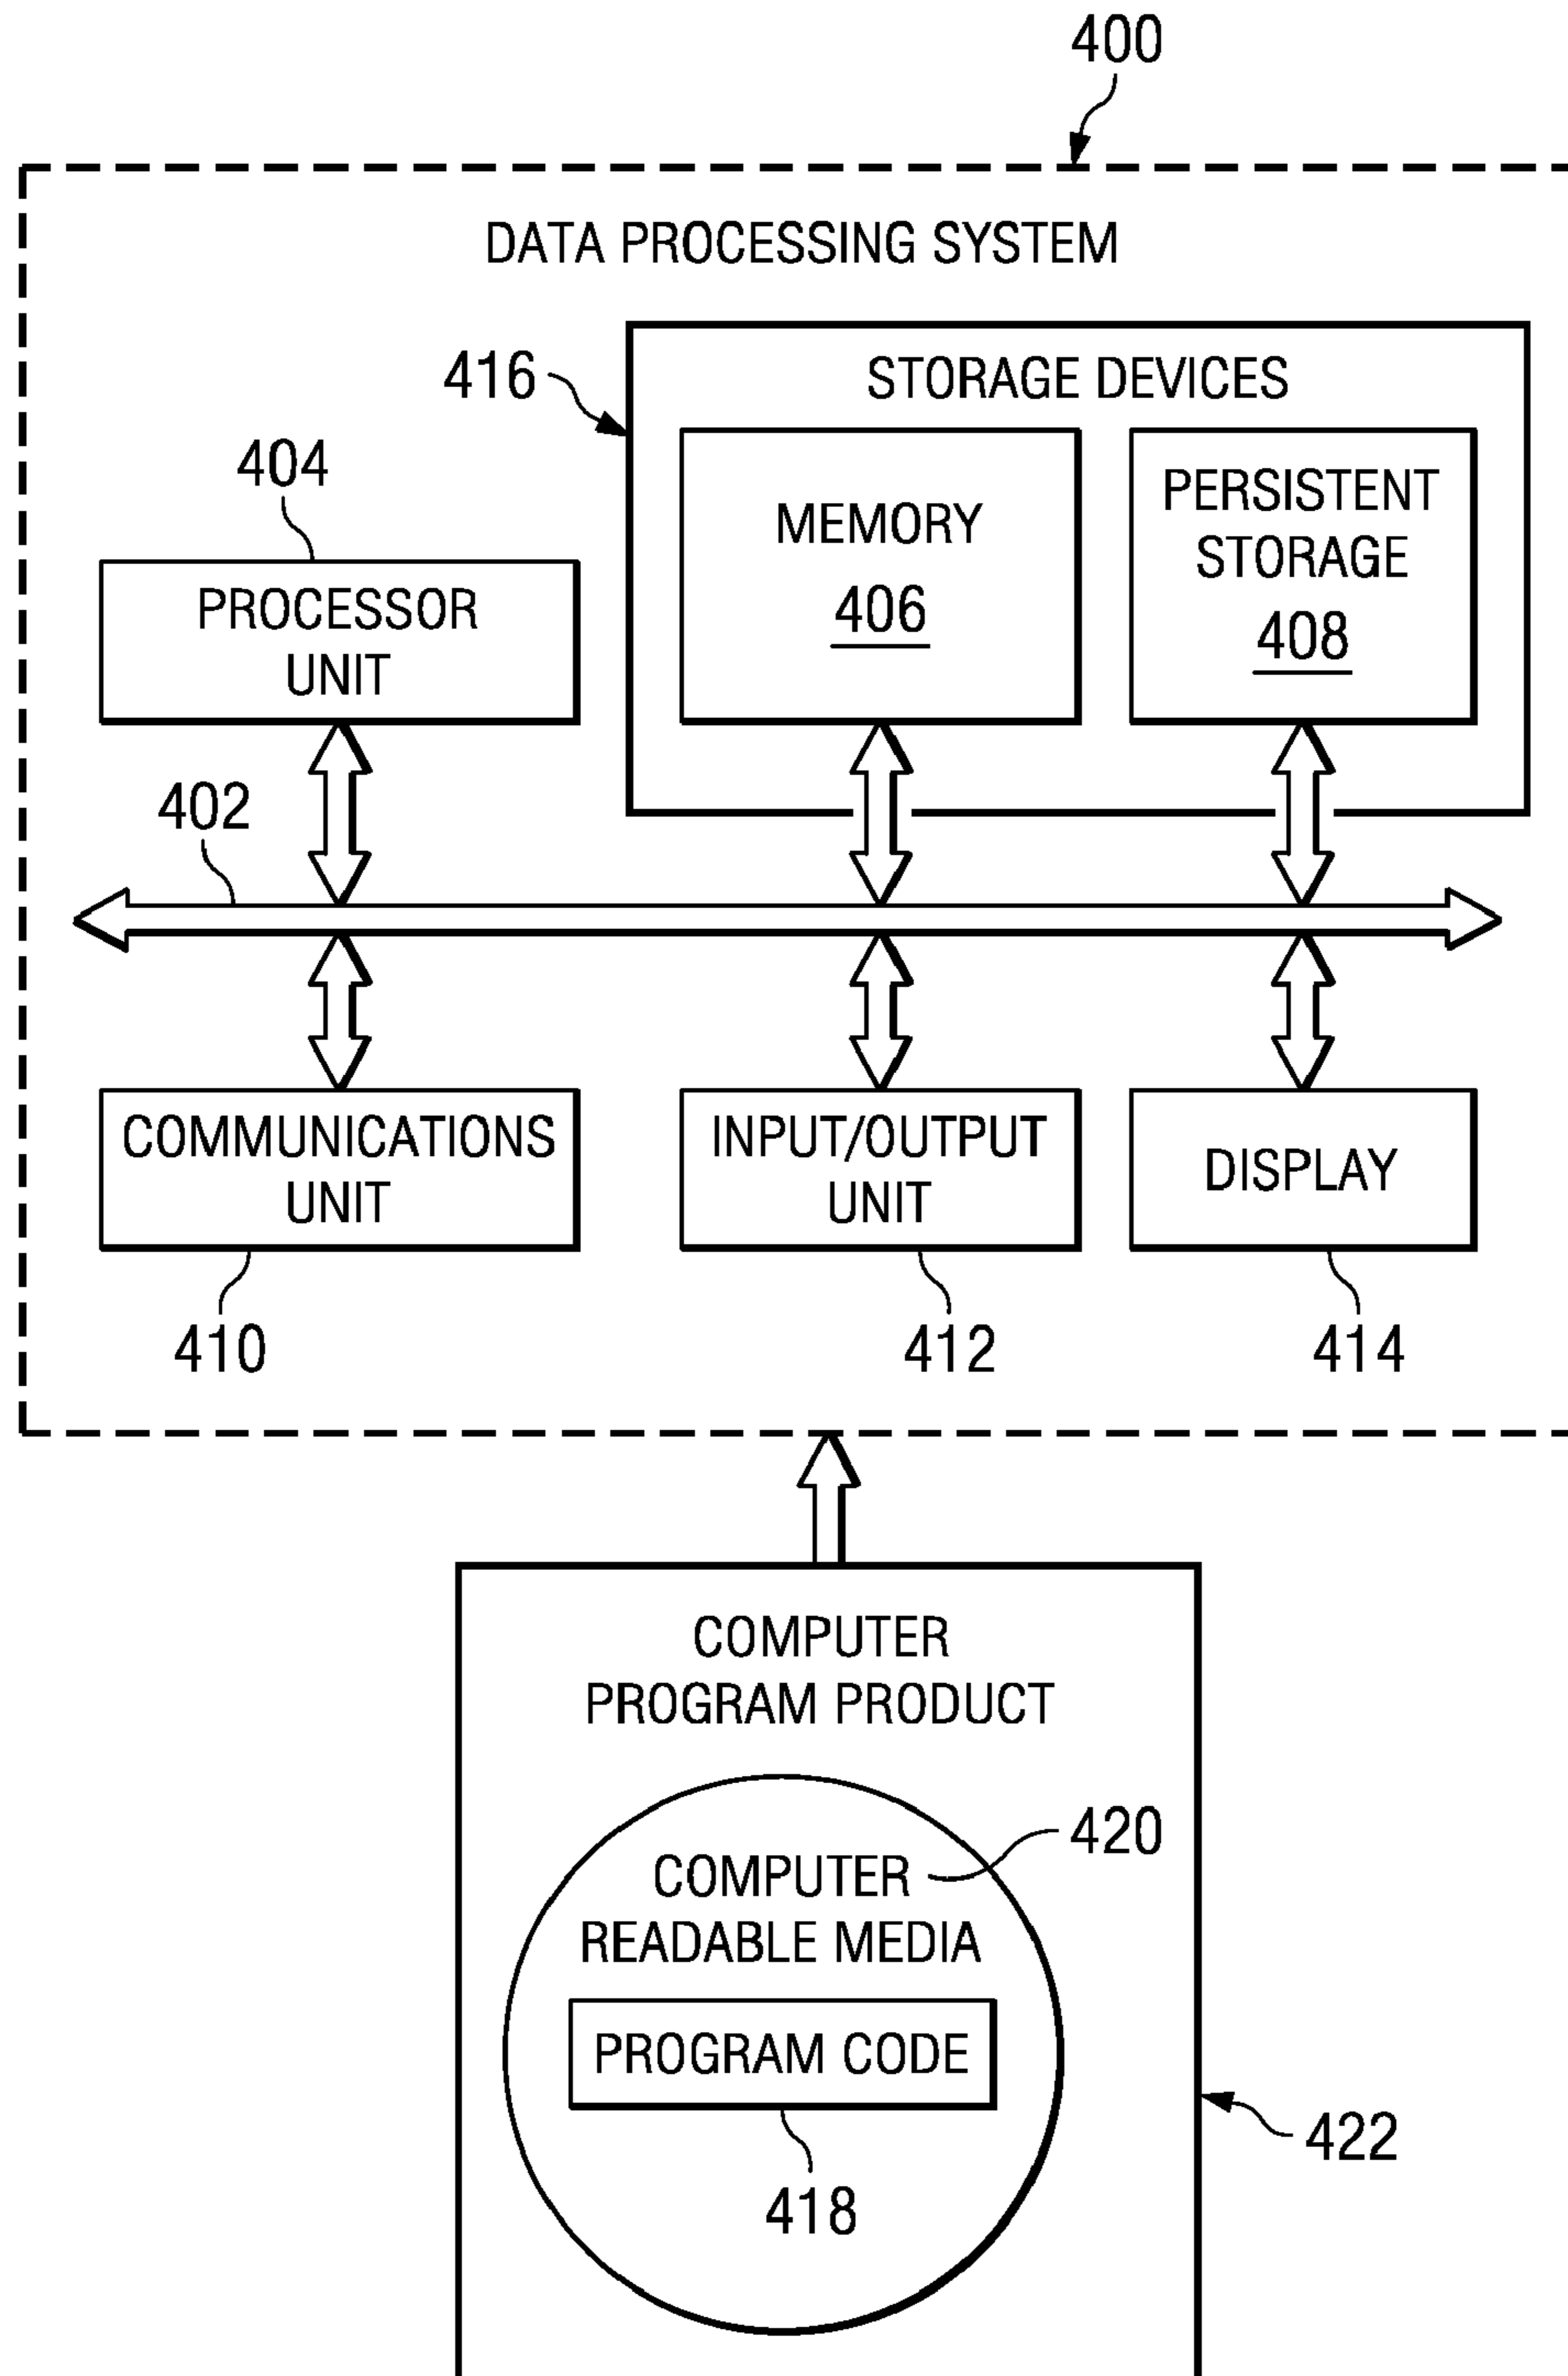 400
DATA PROCESSING SYSTEM
416
STORAGE DEVICES
404
MEMORY
406
PERSISTENT
STORAGE
408
PROCESSOR
UNIT
402
COMMUNICATIONS
UNIT
INPUT/OUTPUT
UNIT
DISPLAY
410
412
414
COMPUTER
PROGRAM PRODUCT
420
COMPUTER
READABLE MEDIA
PROGRAM CODE
422
418